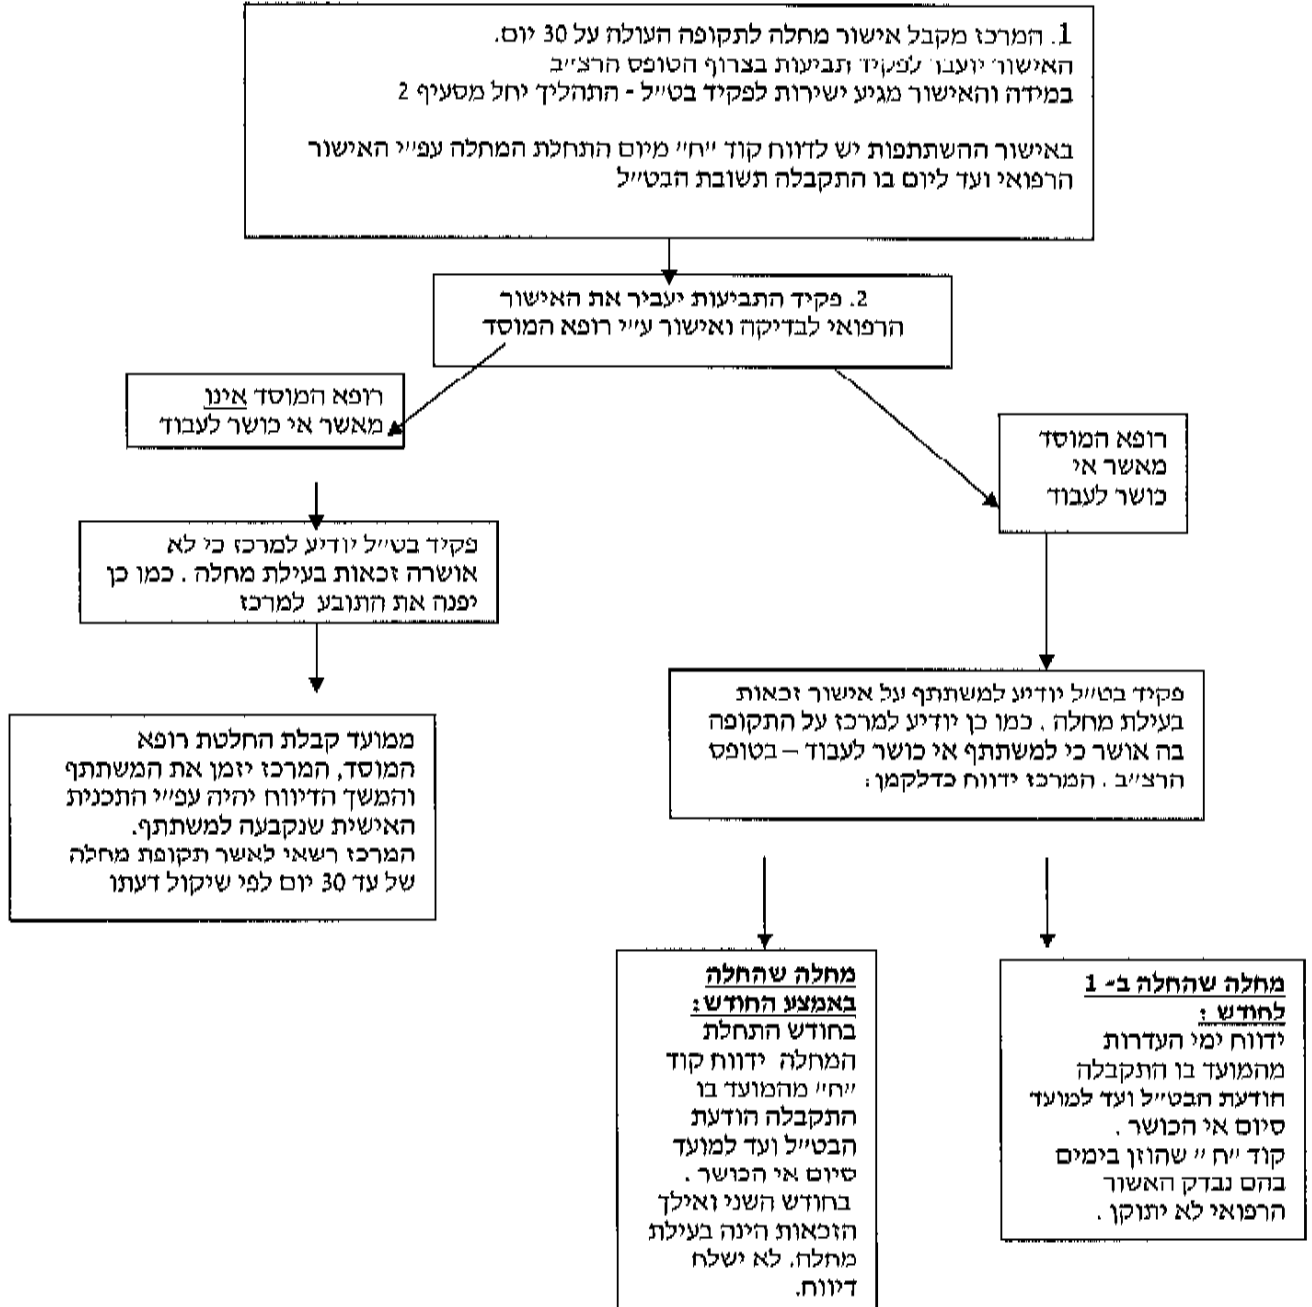 1. המרכז מקבל אישור מחלה לתקופה העולה על 30 יום.
האישור יועבר לפקיד תביעות בצרוף הטופס הרצ״ב
במידה והאישור מגיע ישירות לפקיד בט״ל - התהליך יחל מסעיף 2
באישור ההשתתפות יש לדווח קוד ״ח״ מיום התחלת המחלה עפ״י האישור
הרפואי ועד ליום בו התקבלה תשובת הבט״ל
2. פקיד התביעות יעביר את האישור
הרפואי לבדיקה ואישור ע״י רופא המוסד
רופא המוסד
מאשר אי
כושר לעבוד
רופא המוסד אינו
מאשר אי כושר לעבוד
פקיד בט״ל יודיע למרכז כי לא
אושרה זכאות בעילת מחלה . כמו כן
יפנה את התובע למרכז
פקיד בט״ל יודיע למשתתף על אישור זכאות
בעילת מחלה . כמו כן יודיע למרכז על התקופה
בה אושר כי למשתתף אי כושר לעבוד – בטופס
הרצ״ב . המרכז ידווח כדלקמן :
ממועד קבלת החלטת רופא
המוסד, המרכז יזמן את המשתתף
והמשך הדיווח יהיה עפ״י התכנית
האישית שנקבעה למשתתף.
המרכז רשאי לאשר תקופת מחלה
של עד 30 יום לפי שיקול דעתו
מחלה שהחלה ב- 1
לחודש :
ידווח ימי העדרות
מהמועד בו התקבלה
הודעת הבט״ל ועד למועד
סיום אי הכושר .
קוד ״ח ״ שהוזן בימים
בהם נבדק האשור
הרפואי לא יתוקן .
מחלה שהחלה
באמצע החודש :
בחודש התחלת
המחלה ידווח קוד
״ח״ מהמועד בו
התקבלה הודעת
הבט״ל ועד למועד
סיום אי הכושר .
בחודש השני ואילך
הזכאות הינה בעילת
מחלה. לא ישלח
דיווח.